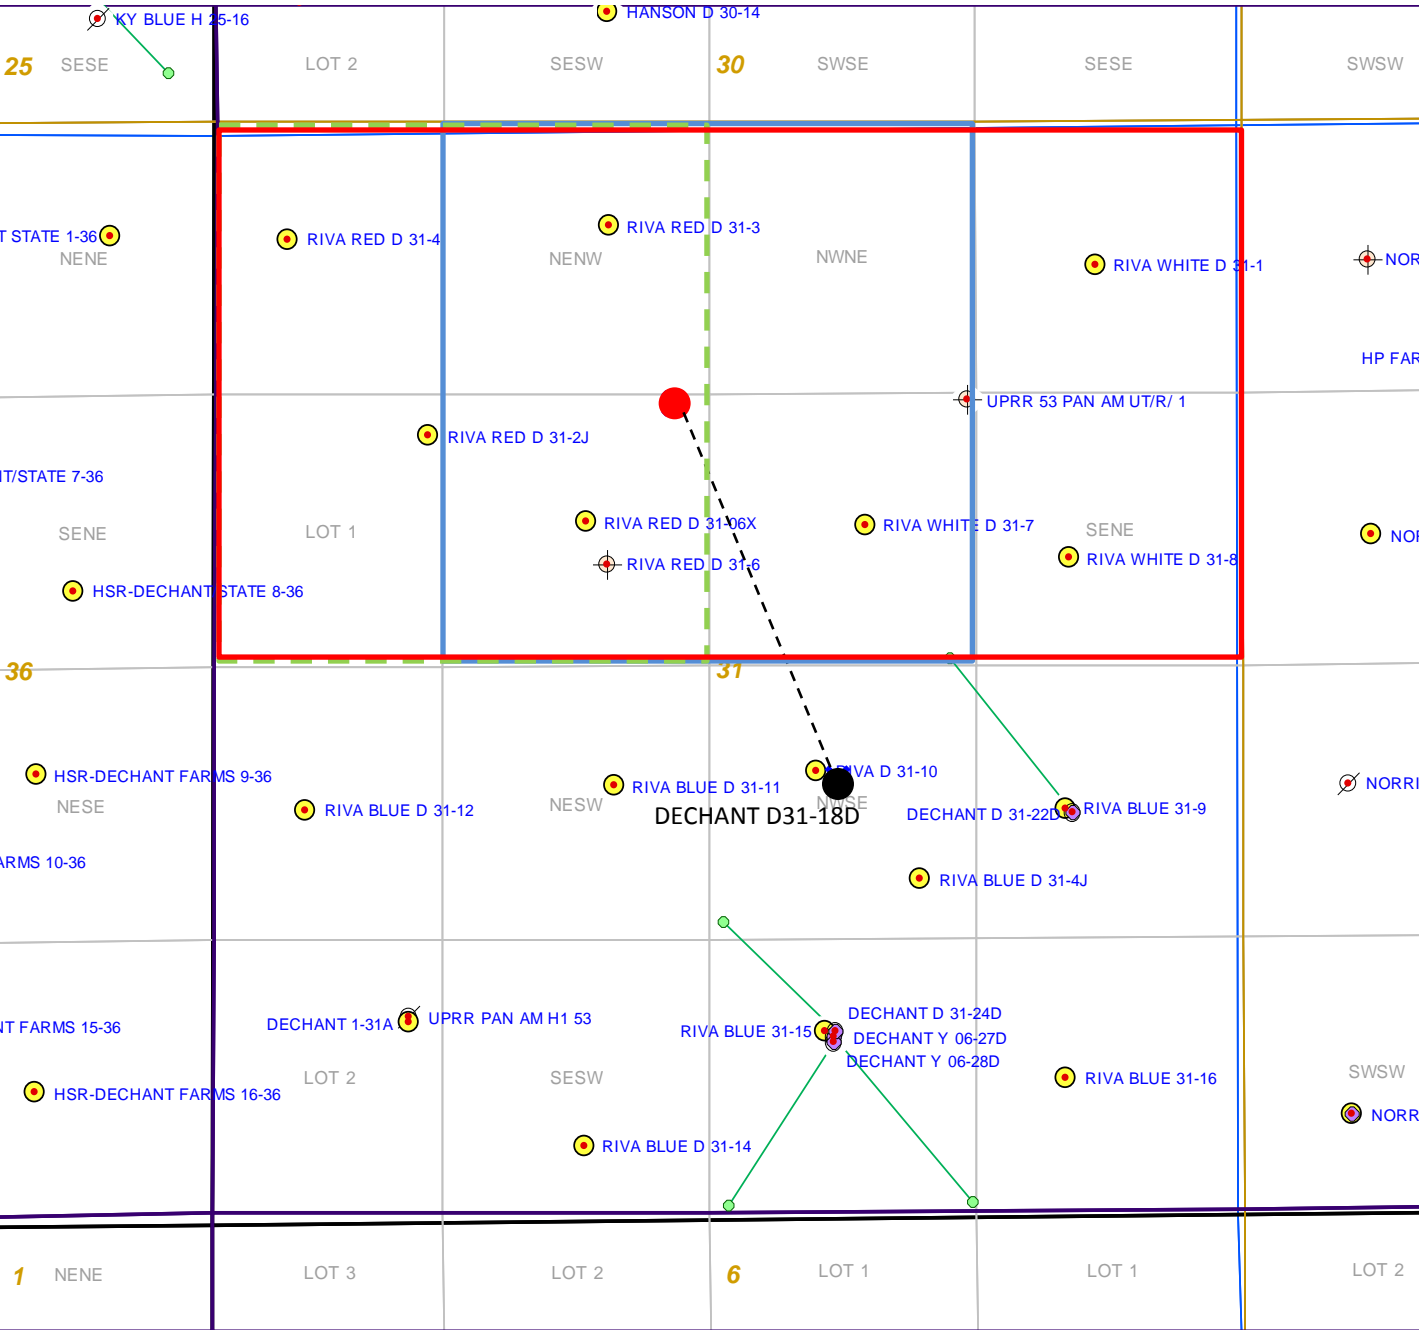 KY BLUE H 25-16
HANSON D 30-14
25
SESE
LOT 2
SESW
30
SWSE
SESE
SWSW
T STATE 1-36
NENE
RIVA RED D 31-4
RIVA RED D 31-3
NENW
NWNE
RIVA WHITE D 31-1
NOR
HP FAR
UPRR 53 PAN AM UT/R/ 1
RIVA RED D 31-2J
T/STATE 7-36
SENE
LOT 1
RIVA RED D 31-06X
RIVA RED D 31-6
RIVA WHITE D 31-7
SENE
RIVA WHITE D 31-8
NOR
HSR-DECHANT STATE 8-36
36
31
HSR-DECHANT FARMS 9-36
NESE
RIVA BLUE D 31-12
NESW
RIVA BLUE D 31-11
RIVA D 31-10
NWSE
DECHANT D31-18D
DECHANT D 31-22D
RIVA BLUE 31-9
NORRI
ARMS 10-36
RIVA BLUE D 31-4J
NT FARMS 15-36
DECHANT 1-31A
UPRR PAN AM H1 53
RIVA BLUE 31-15
DECHANT D 31-24D
DECHANT Y 06-27D
DECHANT Y 06-28D
HSR-DECHANT FARMS 16-36
LOT 2
SESW
RIVA BLUE 31-16
SWSW
NORR
RIVA BLUE D 31-14
1
NENE
LOT 3
LOT 2
6
LOT 1
LOT 1
LOT 2